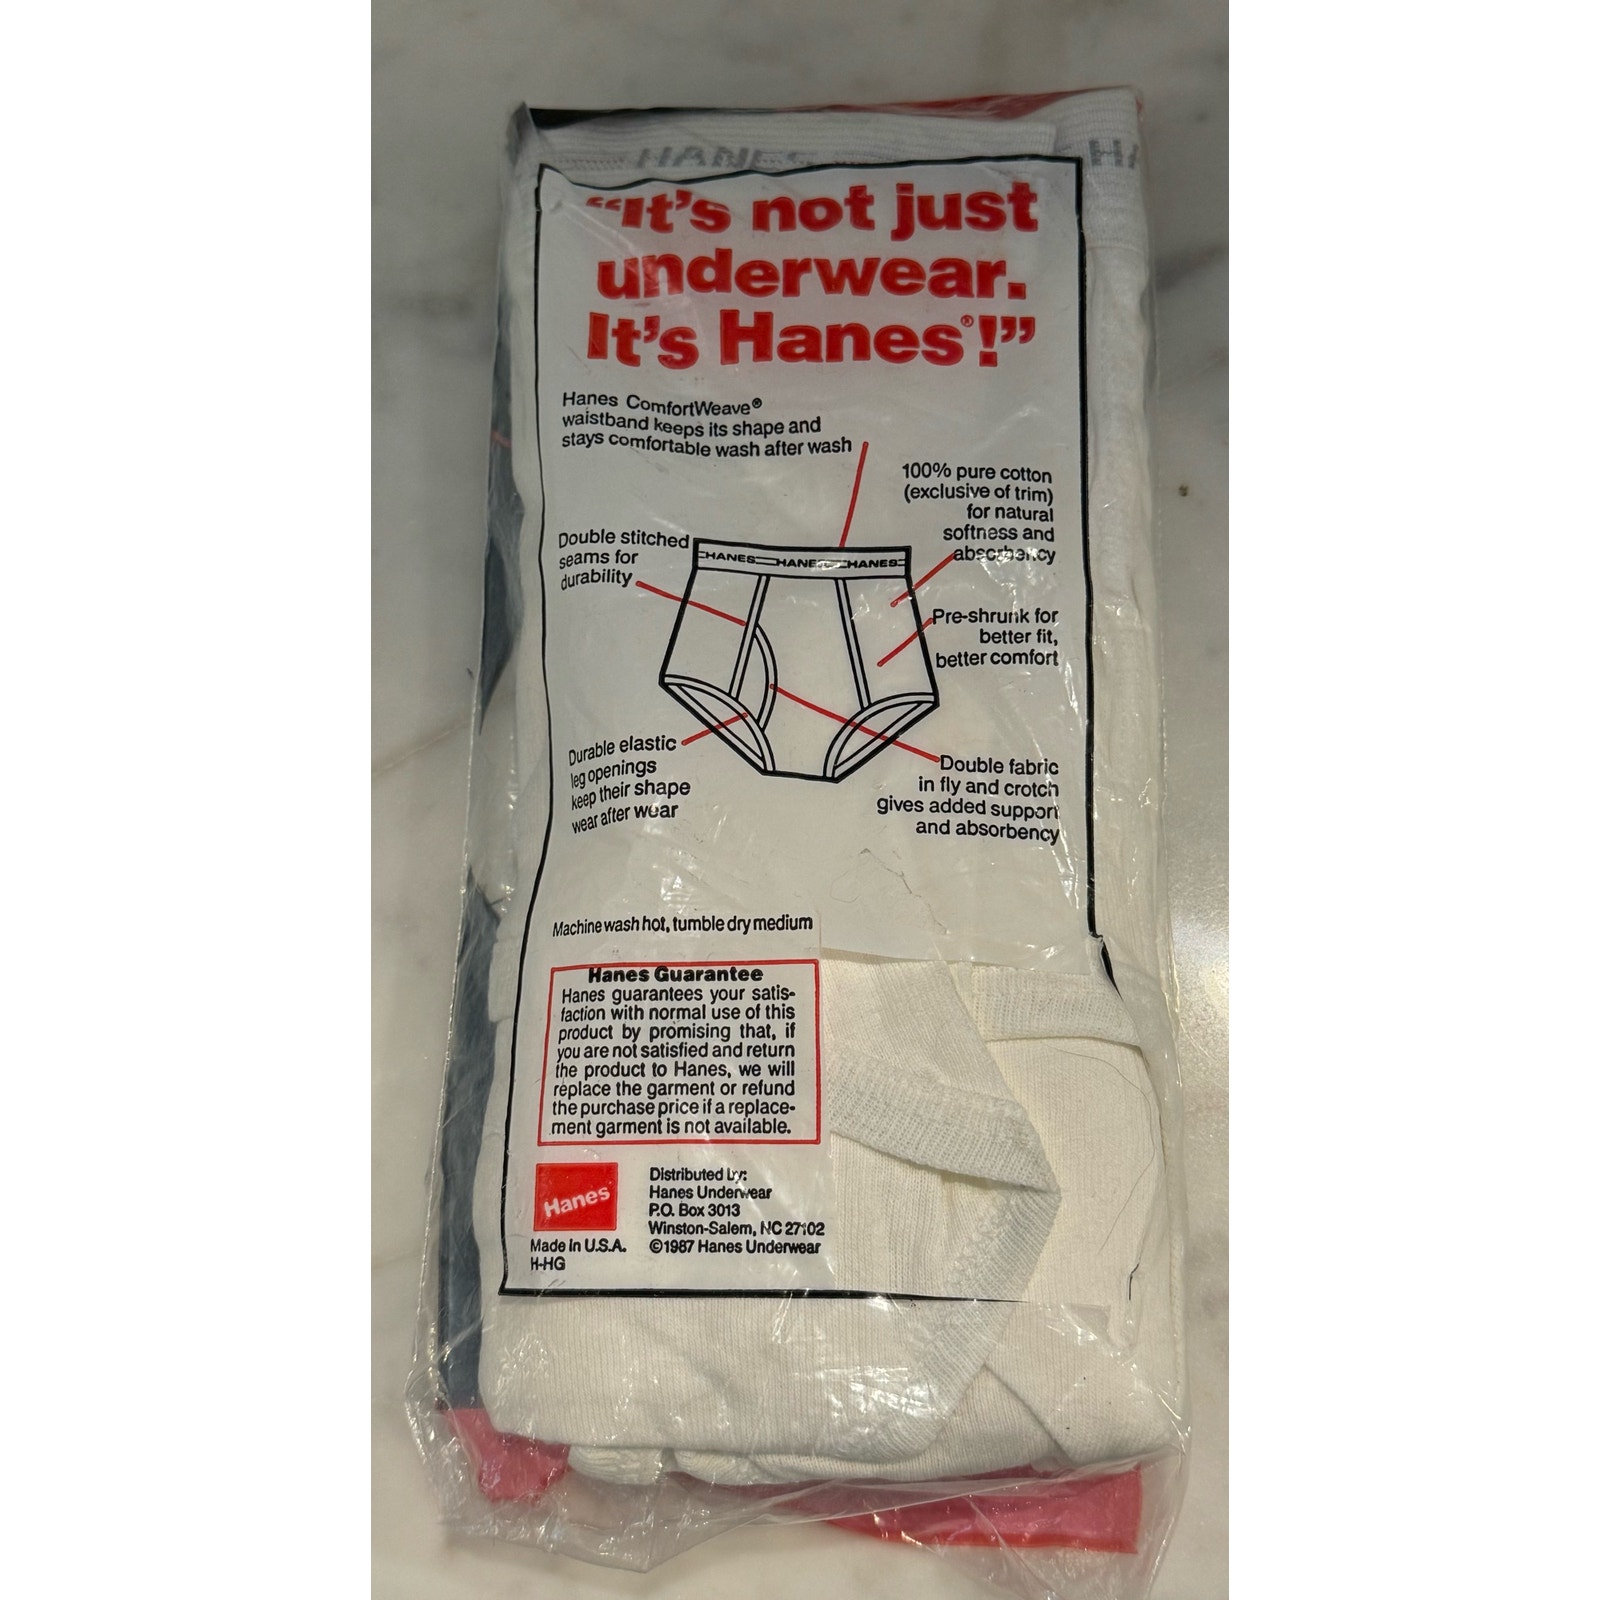 HANES
HA
“It’s not just
underwear.
It’s Hanes®!”
Hanes ComfortWeave®
waistband keeps its shape and
stays comfortable wash after wash
100% pure cotton
(exclusive of trim)
for natural
softness and
absorbency
Double stitched
seams for
durability
HANES HANES HANES
Pre-shrunk for
better fit,
better comfort
Durable elastic
leg openings
keep their shape
wear after wear
Double fabric
in fly and crotch
gives added support
and absorbency
Machine wash hot, tumble dry medium
Hanes Guarantee
Hanes guarantees your satis-
faction with normal use of this
product by promising that, if
you are not satisfied and return
the product to Hanes, we will
replace the garment or refund
the purchase price if a replace-
ment garment is not available.
Hanes
Made in U.S.A.
H-HG
Distributed by:
Hanes Underwear
P.O. Box 3013
Winston-Salem, NC 27102
©1987 Hanes Underwear